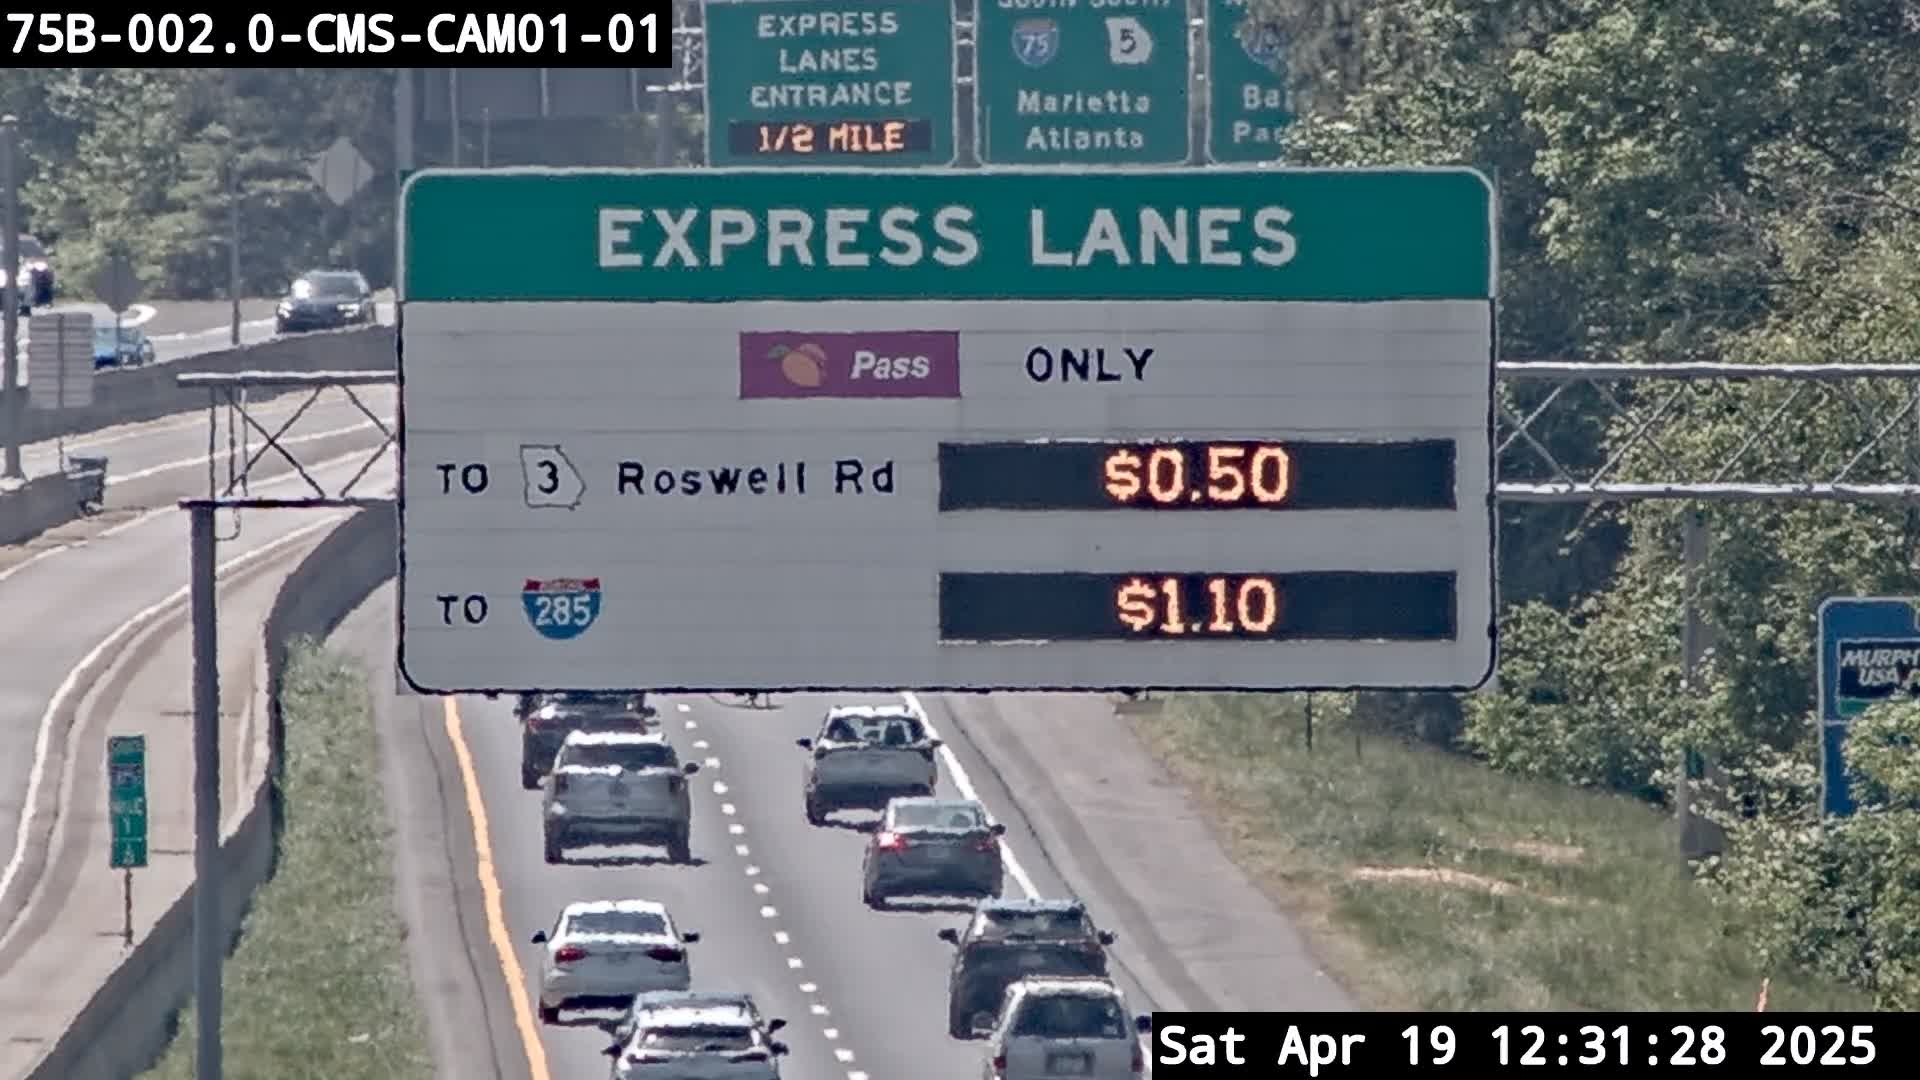 75B-002.0-CMS-CAM01-01
EXPRESS
LANES
ENTRANCE
1/2 MILE
75 5
Marietta
Atlanta
EXPRESS LANES
Pass ONLY
TO 3 Roswell Rd $0.50
TO 285 $1.10
Sat Apr 19 12:31:28 2025